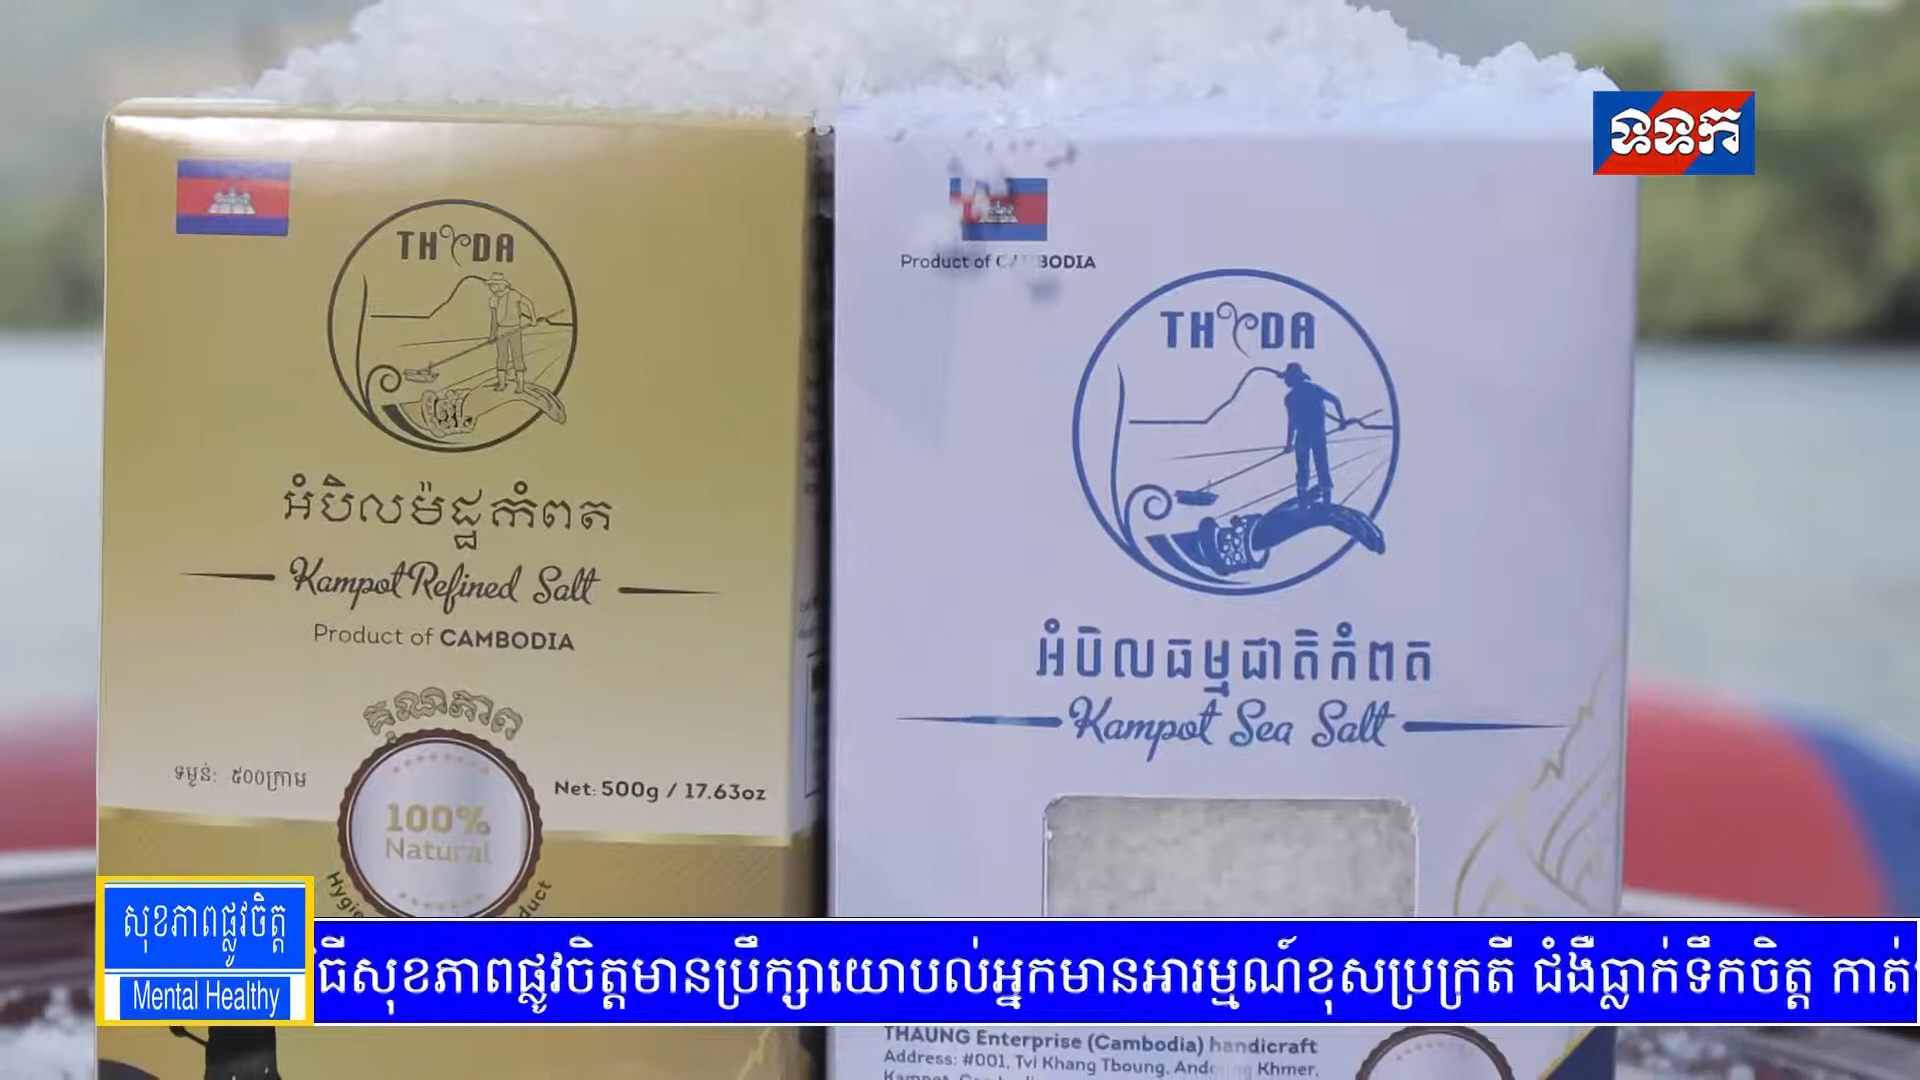 ទទក
THIDA
អំបិលម៉ដ្ឋកំពត
Kampot Refined Salt
Product of CAMBODIA
គុណភាព
ទម្ងន់: ៥០០ក្រាម
Net: 500g / 17.63oz
100%
Natural
Product of CAMBODIA
THIDA
អំបិលធម្មជាតិកំពត
Kampot Sea Salt
សុខភាពផ្លូវចិត្ត
Mental Healthy
សុខភាពផ្លូវចិត្តមានប្រឹក្សាយោបល់អ្នកមានអារម្មណ៍ខុសប្រក្រតី ជំងឺធ្លាក់ទឹកចិត្ត
THAUNG Enterprise (Cambodia) handicraft
Address: #001, Tvi Khang Tboung, Khmer,